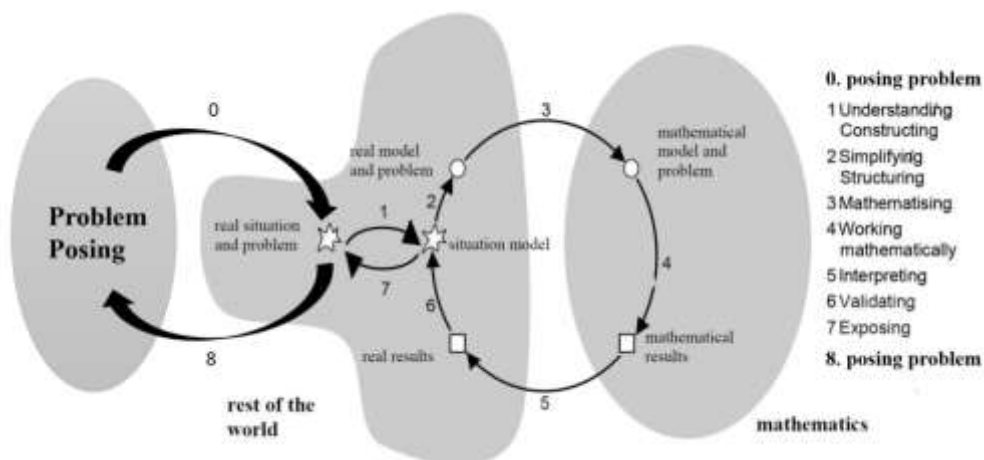 0
Problem
Posing
8
real situation
and problem
1
7
real model
and problem
2
situation model
6
real results
3
mathematical
model and
problem
4
mathematical
results
5
rest of the
world
mathematics
0. posing problem
1 Understanding
Constructing
2 Simplifying
Structuring
3 Mathematising
4 Working
mathematically
5 Interpreting
6 Validating
7 Exposing
8. posing problem